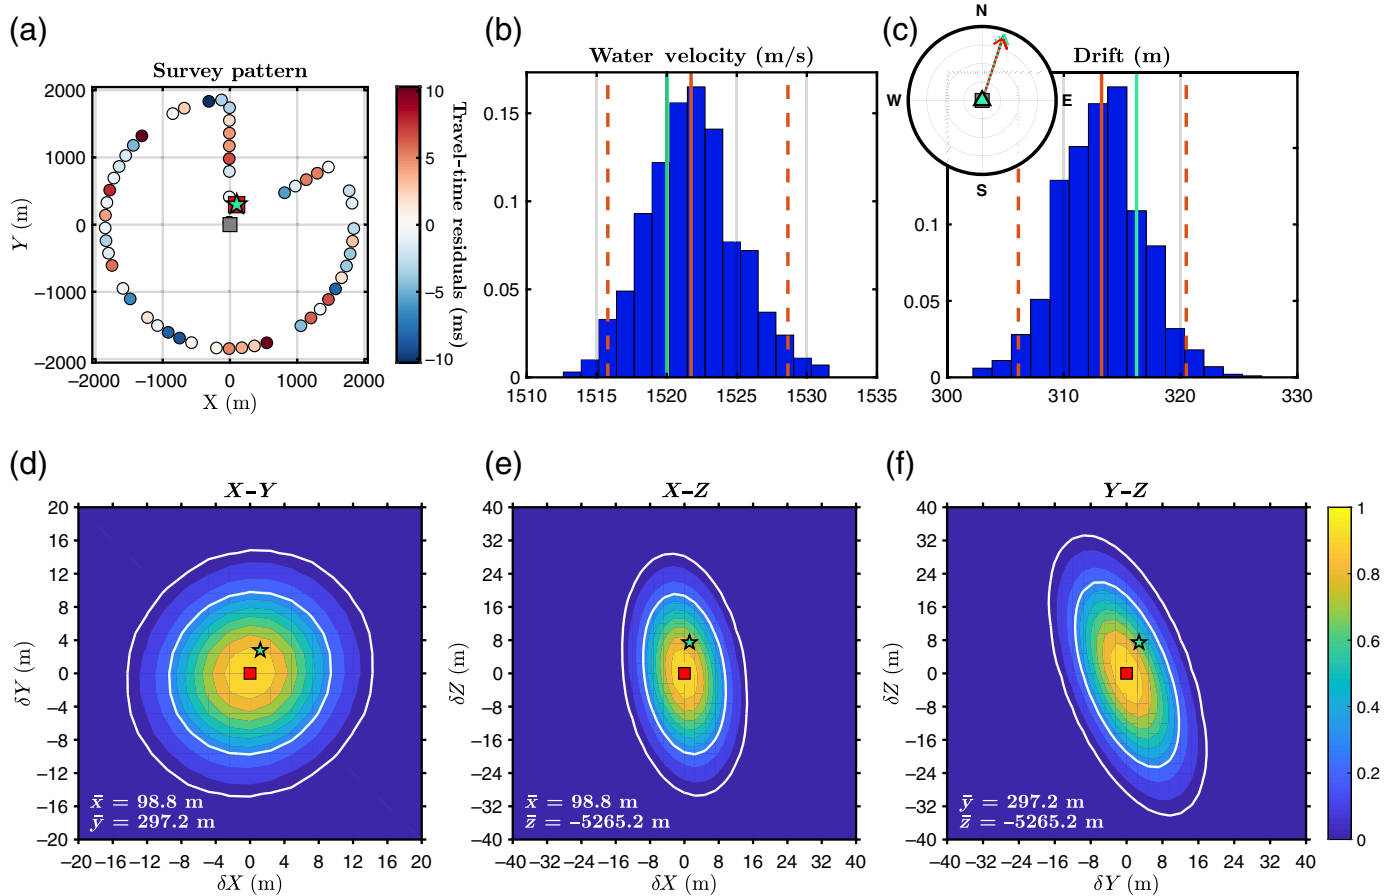 (a)
Survey pattern
2000
1000
0
−1000
−2000
Y (m)
−2000 −1000 0 1000 2000
X (m)
10
5
0
−5
−10
Travel-time residuals (ms)
(b)
Water velocity (m/s)
0.15
0.1
0.05
0
1510 1515 1520 1525 1530 1535
(c)
Drift (m)
N
W E
S
0.1
0.05
0
300 310 320 330
(d)
X–Y
20
16
12
8
4
0
−4
−8
−12
−16
−20
δY (m)
x̄ = 98.8 m
ȳ = 297.2 m
−20 −16 −12 −8 −4 0 4 8 12 16 20
δX (m)
(e)
X–Z
40
32
24
16
8
0
−8
−16
−24
−32
−40
δZ (m)
x̄ = 98.8 m
z̄ = –5265.2 m
−40 −32 −24 −16 −8 0 8 16 24 32 40
δX (m)
(f)
Y–Z
40
32
24
16
8
0
−8
−16
−24
−32
−40
δZ (m)
ȳ = 297.2 m
z̄ = –5265.2 m
−40 −32 −24 −16 −8 0 8 16 24 32 40
δY (m)
1
0.8
0.6
0.4
0.2
0